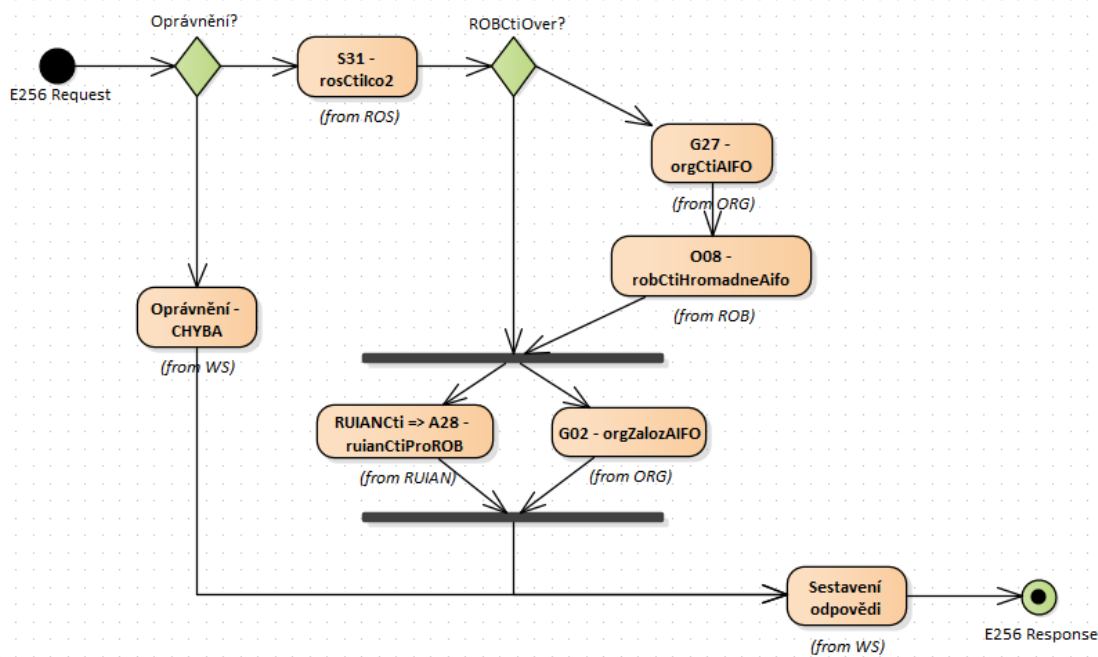 Oprávnění?
ROBCtiOver?
E256 Request
S31 -
rosCtiIco2
(from ROS)
G27 -
orgCtiAIFO
(from ORG)
O08 -
robCtiHromadneAifo
(from ROB)
Oprávnění -
CHYBA
(from WS)
RUIANCti => A28 -
ruianCtiProROB
(from RUIAN)
G02 - orgZalozAIFO
(from ORG)
Sestavení
odpovědi
(from WS)
E256 Response